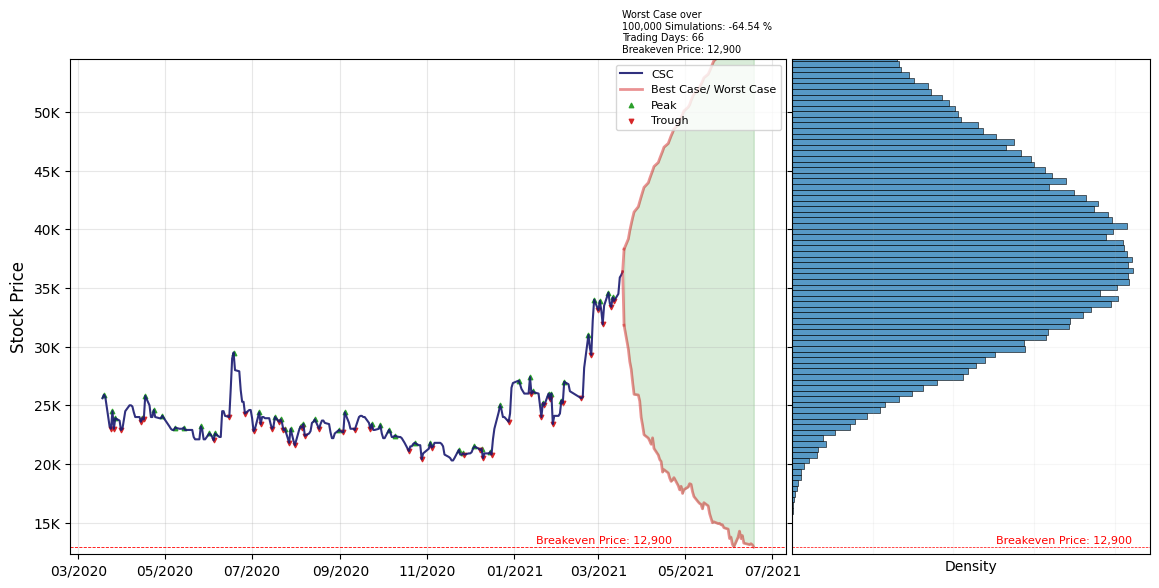 Worst Case over
100,000 Simulations: -64.54 %
Trading Days: 66
Breakeven Price: 12,900
CSC
Best Case/ Worst Case
Peak
Trough
Stock Price
50K
45K
40K
35K
30K
25K
20K
15K
Breakeven Price: 12,900
Breakeven Price: 12,900
03/2020
05/2020
07/2020
09/2020
11/2020
01/2021
03/2021
05/2021
07/2021
Density